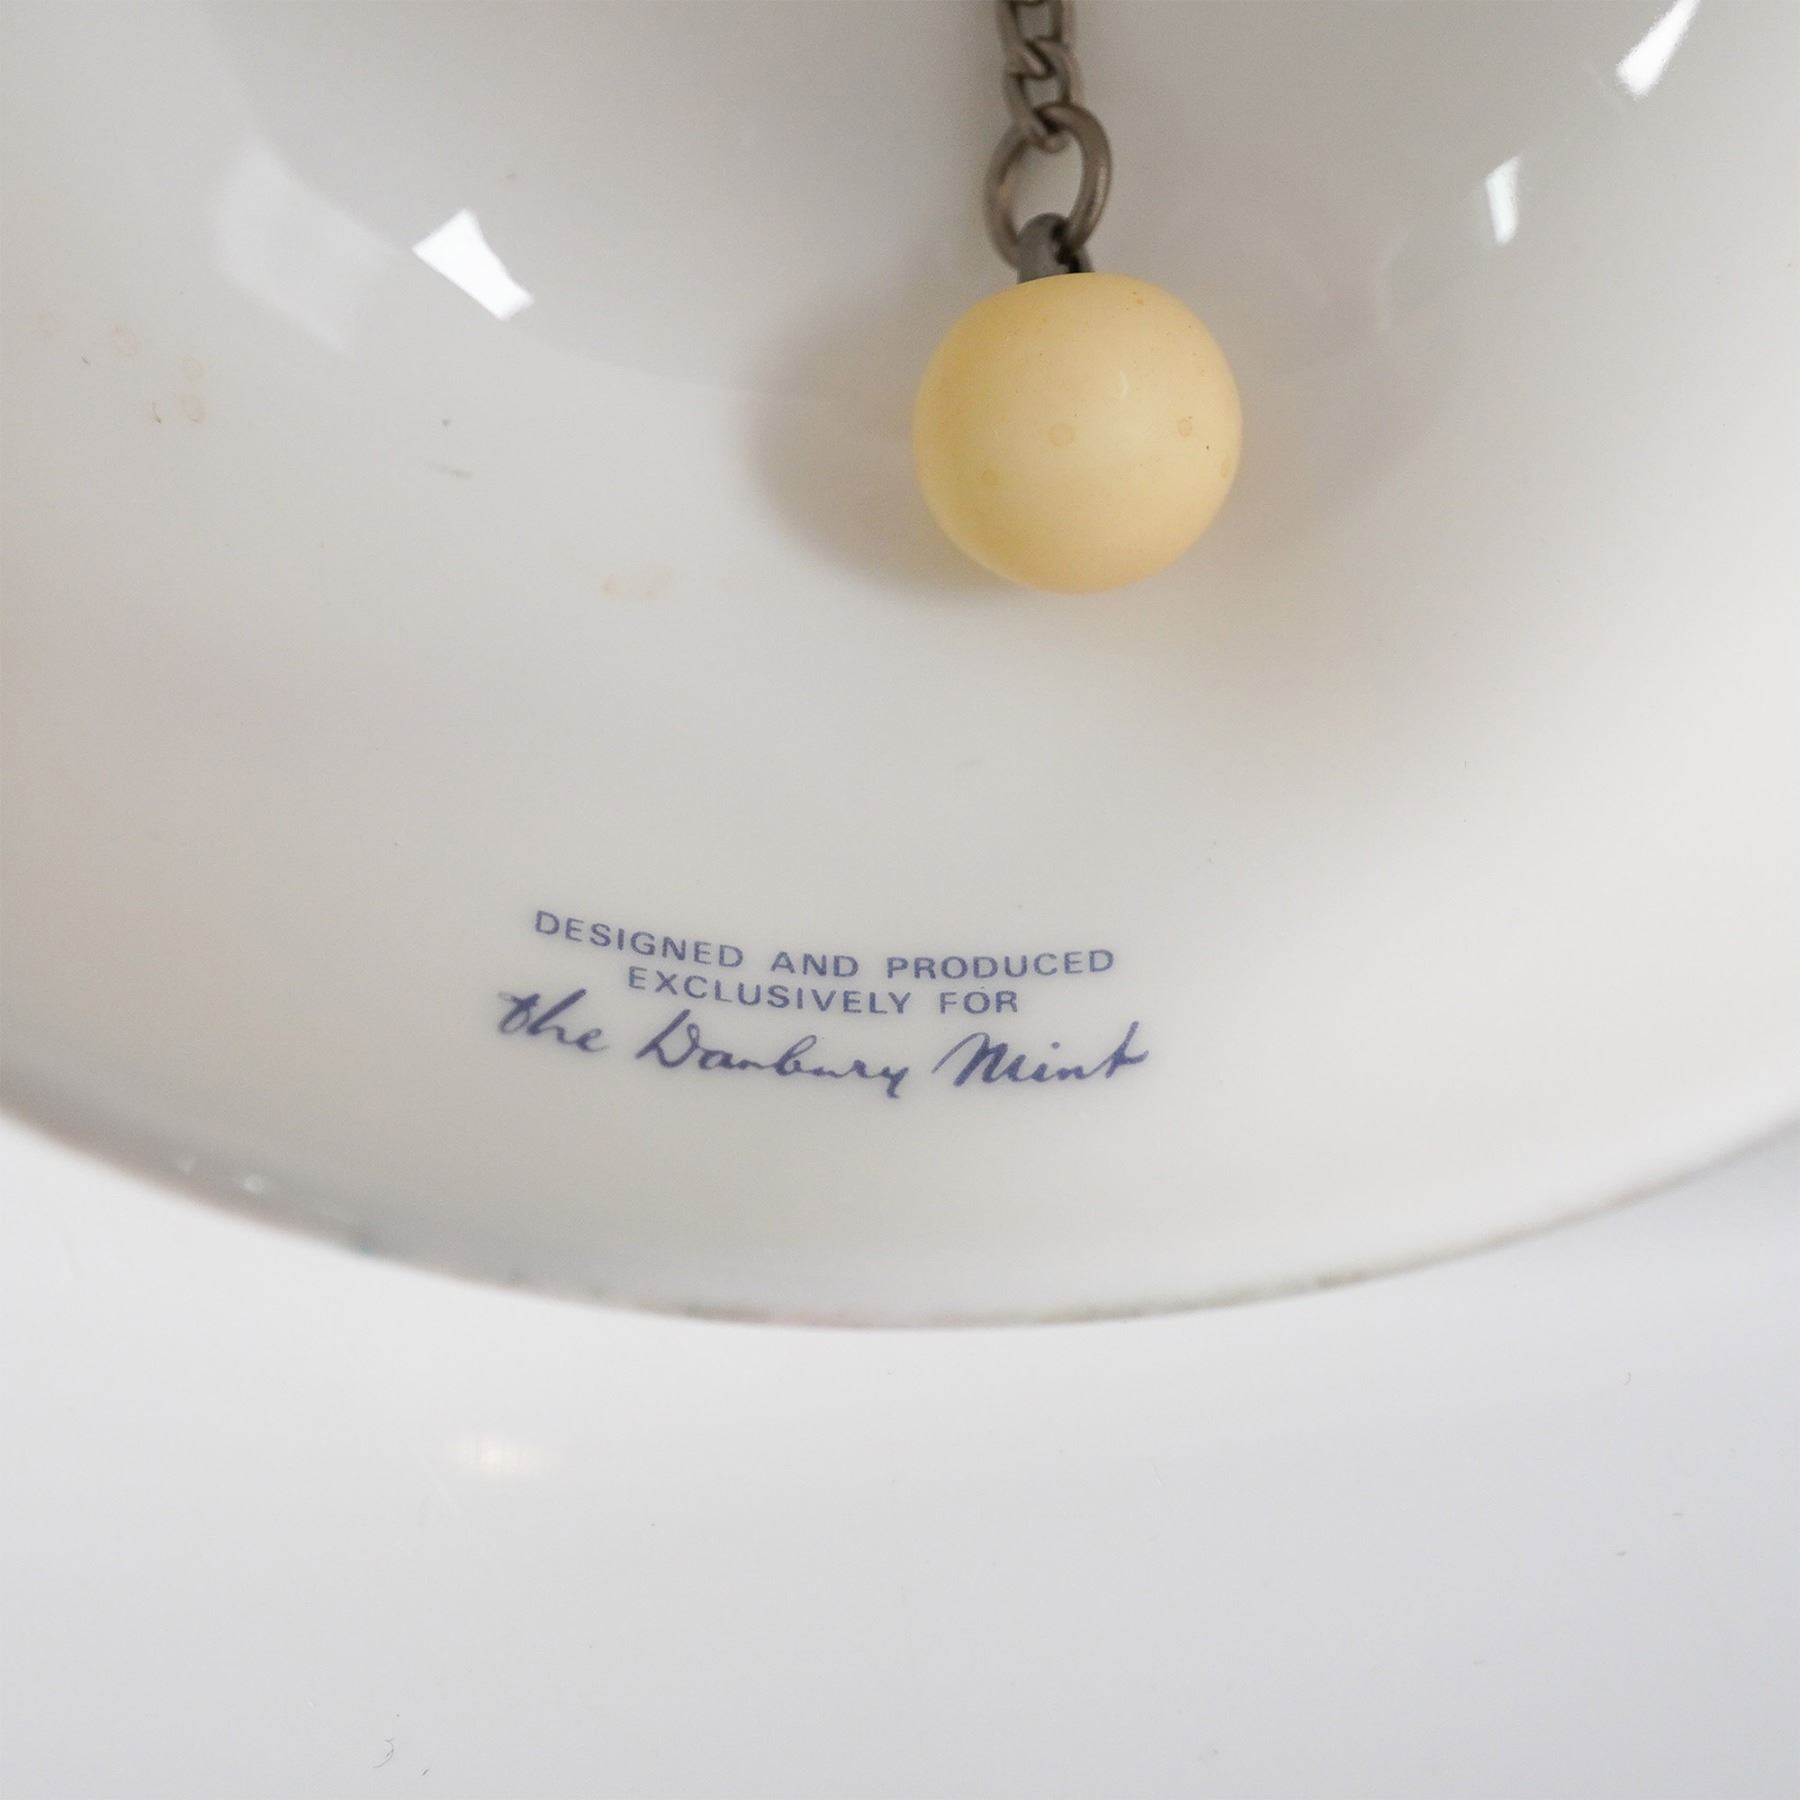 DESIGNED AND PRODUCED
EXCLUSIVELY FOR
the Danbury Mint